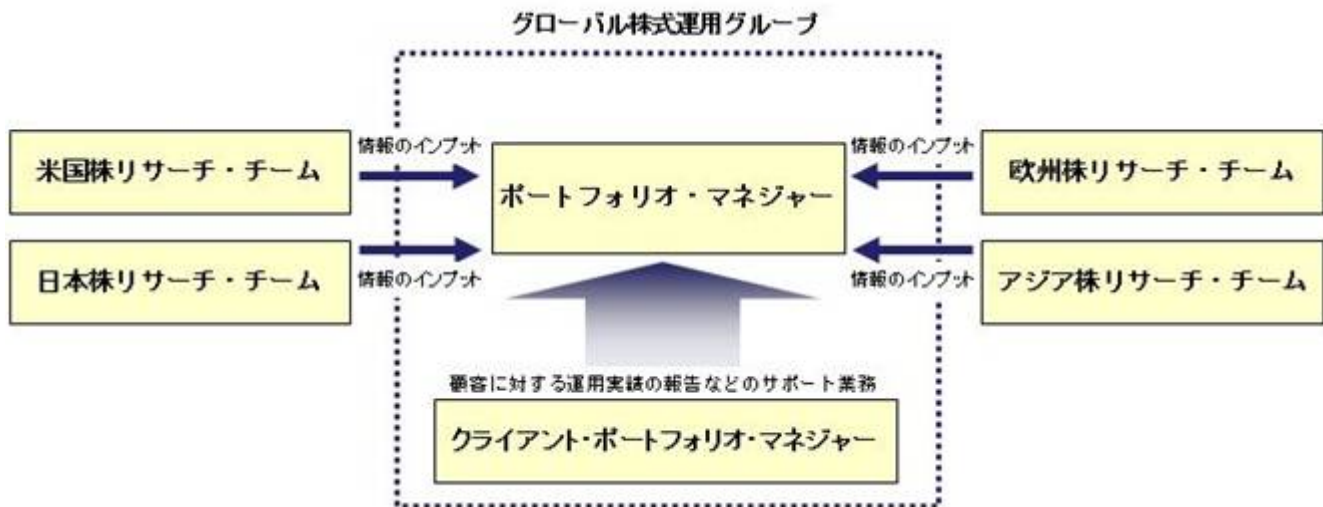 グローバル株式運用グループ
米国株リサーチ・チーム
情報のインプット
ポートフォリオ・マネジャー
情報のインプット
欧州株リサーチ・チーム
日本株リサーチ・チーム
情報のインプット
情報のインプット
アジア株リサーチ・チーム
顧客に対する運用実績の報告などのサポート業務
クライアント・ポートフォリオ・マネジャー